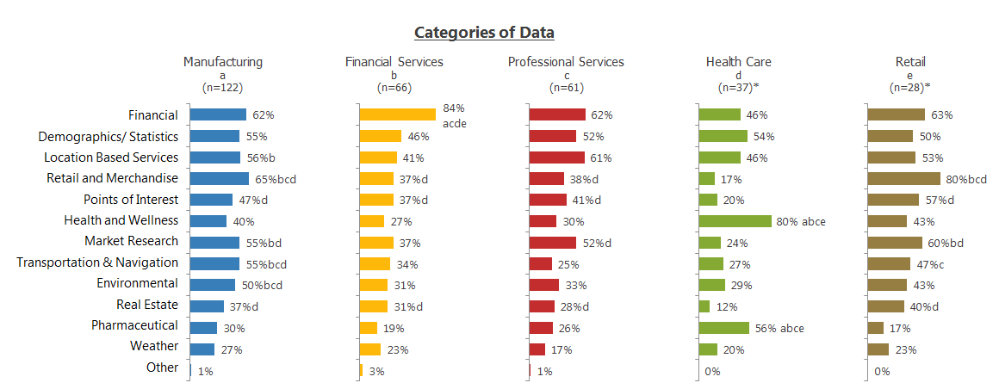 Categories of Data
Manufacturing Financial Services Professional Services Health Care Retail
a b c d e
(n=122) (n=66) (n=61) (n=37)* (n=28)*
Financial 62% 84% acde 62% 46% 63%
Demographics/ Statistics 55% 46% 52% 54% 50%
Location Based Services 56%b 41% 61% 46% 53%
Retail and Merchandise 65%bcd 37%d 38%d 17% 80%bcd
Points of Interest 47%d 37%d 41%d 20% 57%d
Health and Wellness 40% 27% 30% 80% abce 43%
Market Research 55%bd 37% 52%d 24% 60%bd
Transportation & Navigation 55%bcd 34% 25% 27% 47%c
Environmental 50%bcd 31% 33% 29% 43%
Real Estate 37%d 31%d 28%d 12% 40%d
Pharmaceutical 30% 19% 26% 56% abce 17%
Weather 27% 23% 17% 20% 23%
Other 1% 3% 1% 0% 0%